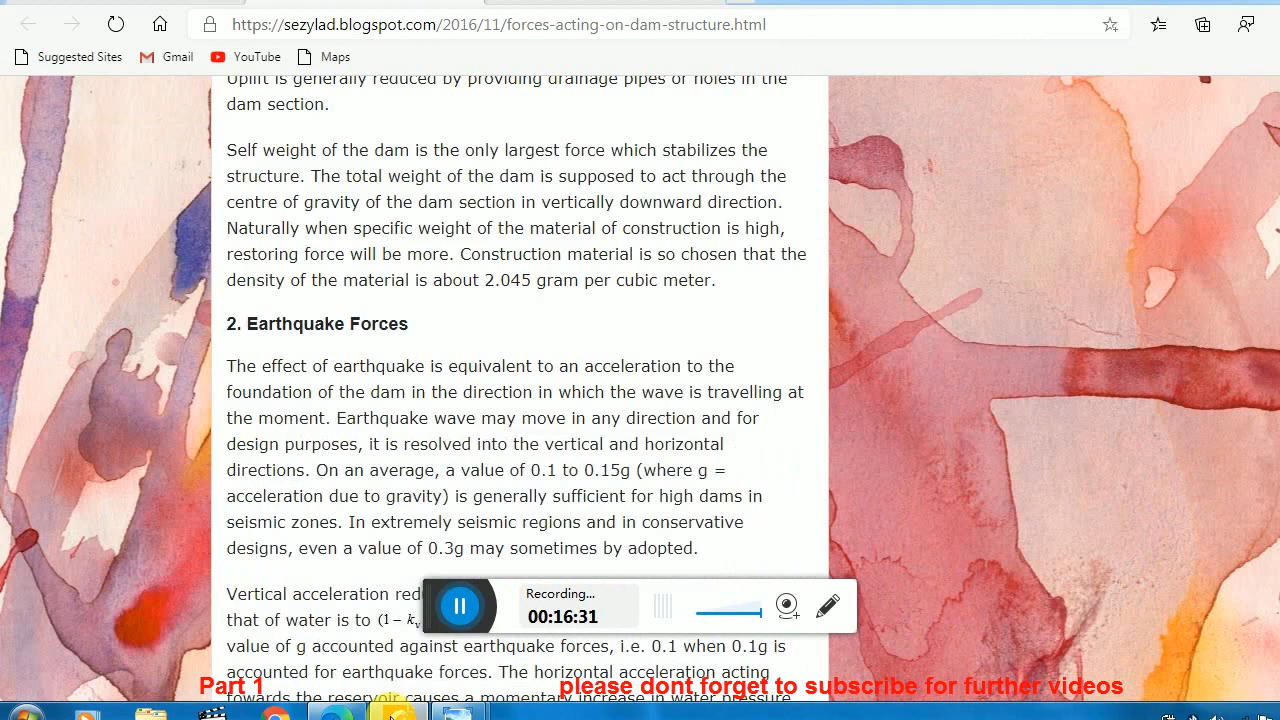 https://sezylad.blogspot.com/2016/11/forces-acting-on-dam-structure.html
Suggested Sites Gmail YouTube Maps
Uplift is generally reduced by providing drainage pipes or holes in the
dam section.
Self weight of the dam is the only largest force which stabilizes the
structure. The total weight of the dam is supposed to act through the
centre of gravity of the dam section in vertically downward direction.
Naturally when specific weight of the material of construction is high,
restoring force will be more. Construction material is so chosen that the
density of the material is about 2.045 gram per cubic meter.
2. Earthquake Forces
The effect of earthquake is equivalent to an acceleration to the
foundation of the dam in the direction in which the wave is travelling at
the moment. Earthquake wave may move in any direction and for
design purposes, it is resolved into the vertical and horizontal
directions. On an average, a value of 0.1 to 0.15g (where g =
acceleration due to gravity) is generally sufficient for high dams in
seismic zones. In extremely seismic regions and in conservative
designs, even a value of 0.3g may sometimes by adopted.
Vertical acceleration
that of water is to (1 – k
Recording...
00:16:31
value of g accounted against earthquake forces, i.e. 0.1 when 0.1g is
accounted for earthquake forces. The horizontal acceleration acting
towards the reservoir causes a momentary increase in water pressure
Part 1 please dont forget to subscribe for further videos